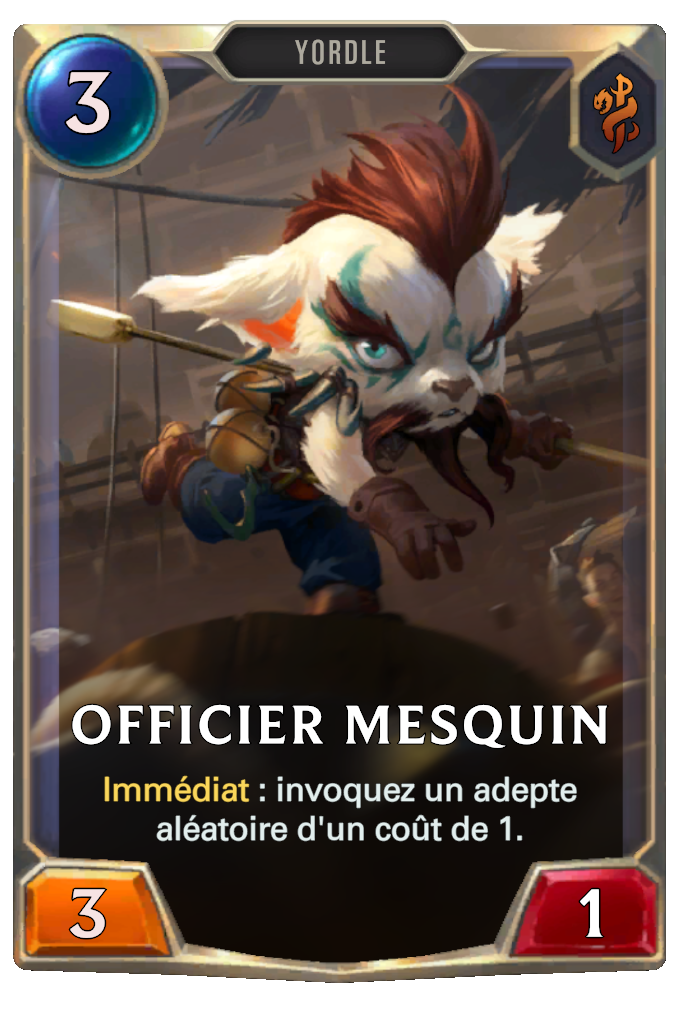 YORDLE
3
OFFICIER MESQUIN
Immédiat : invoquez un adepte
aléatoire d'un coût de 1.
3
1